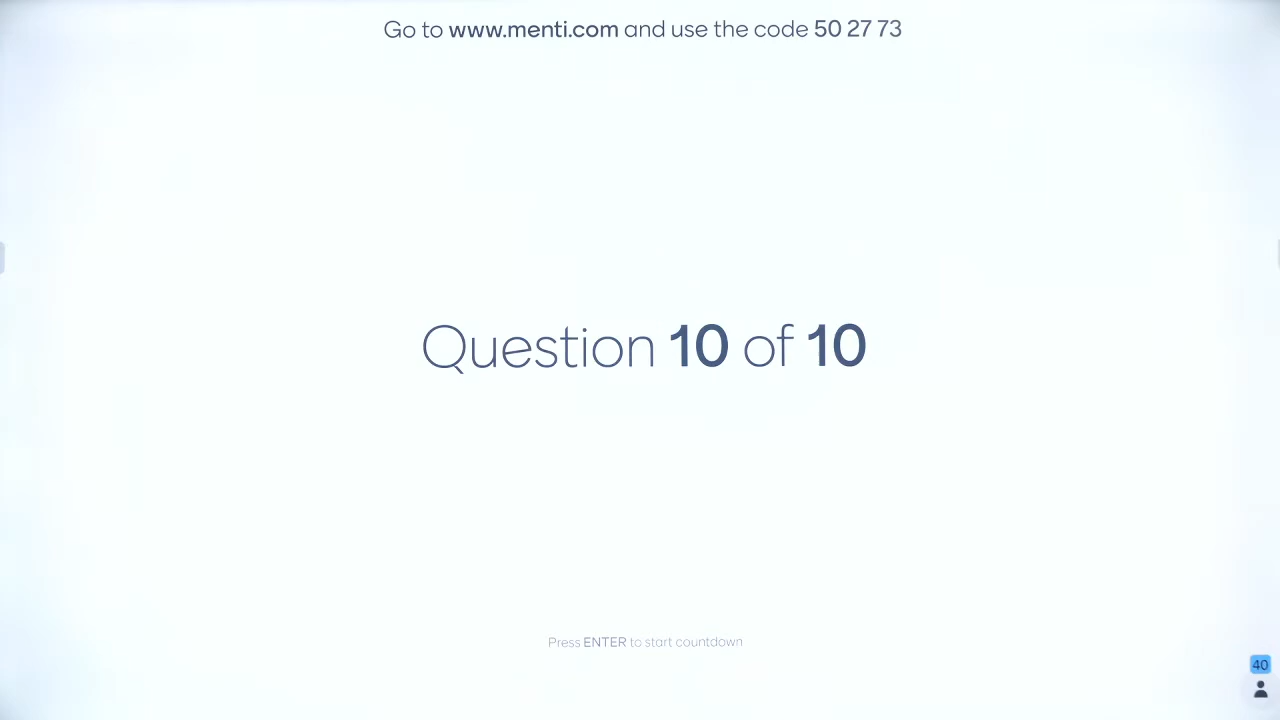 Go to www.menti.com and use the code 50 27 73
Question 10 of 10
Press ENTER to start countdown
40